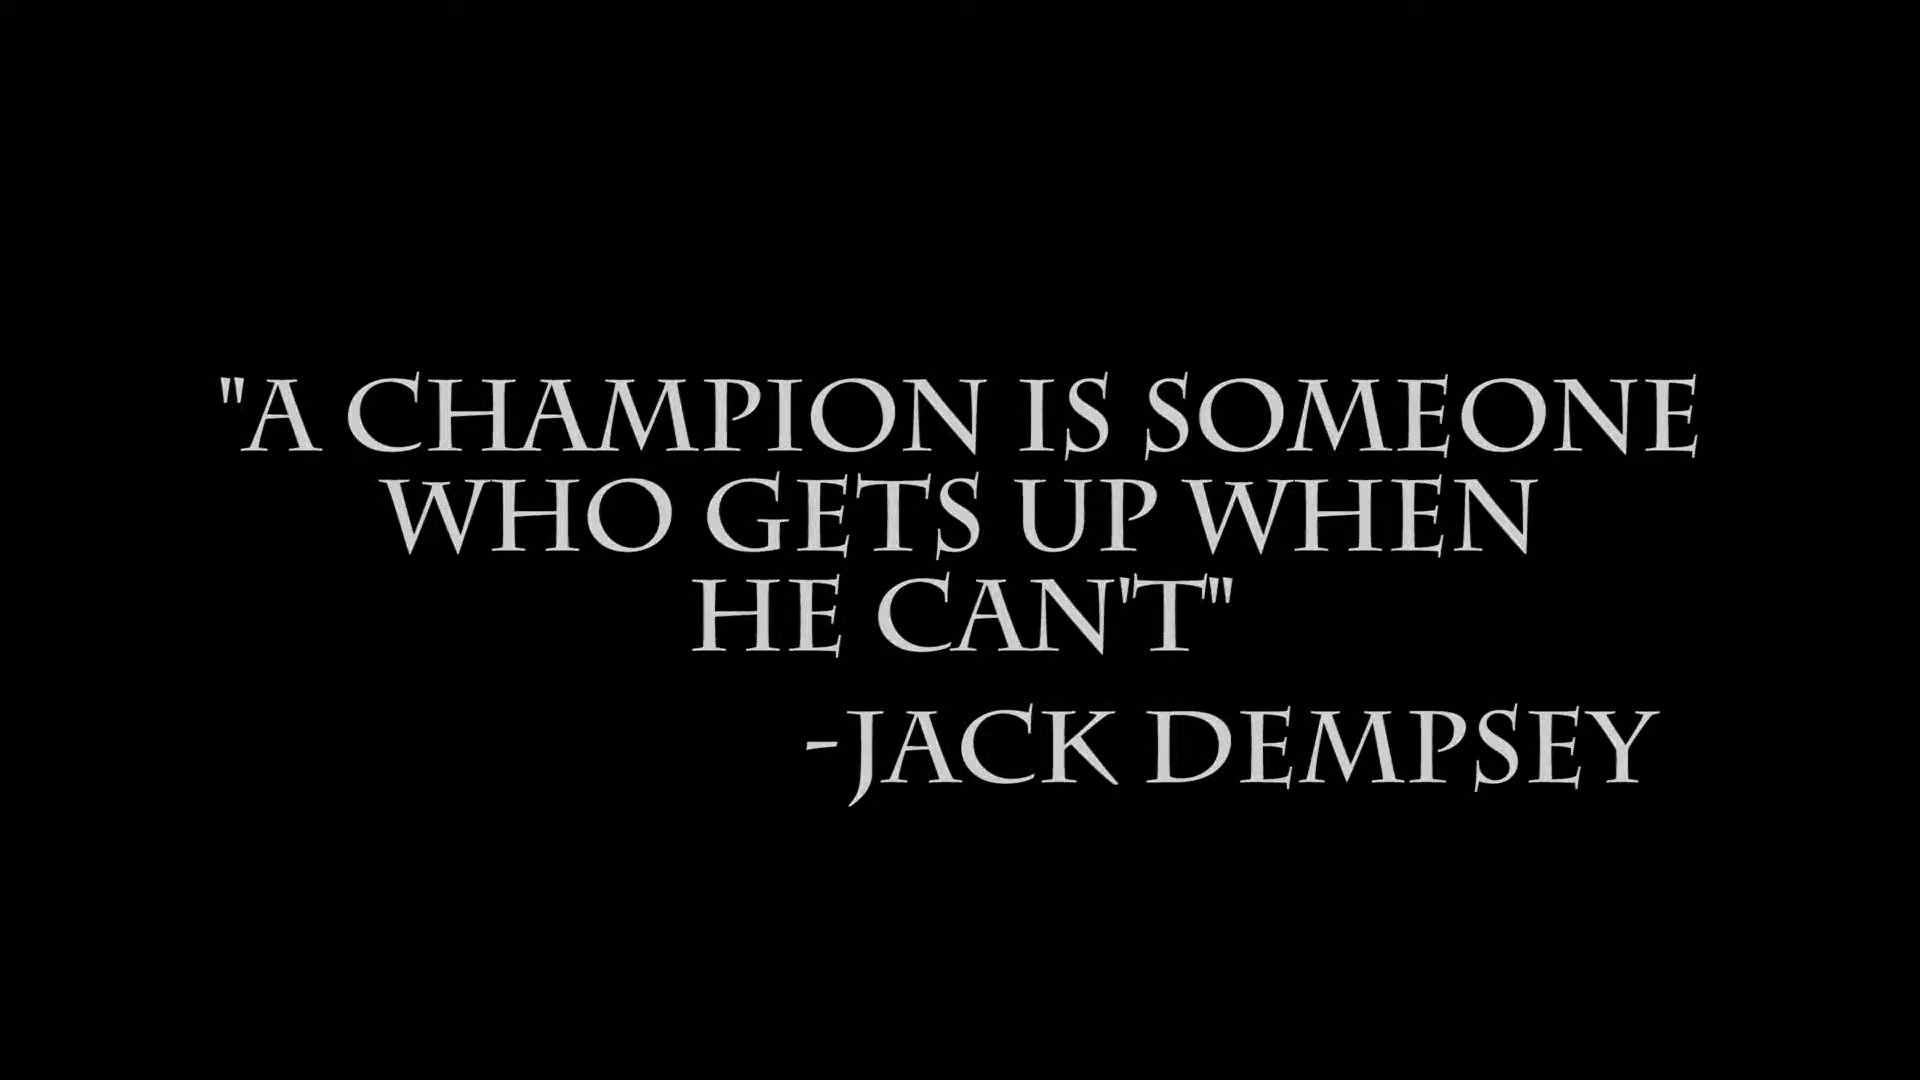 "A CHAMPION IS SOMEONE
WHO GETS UP WHEN
HE CAN'T"
-JACK DEMPSEY